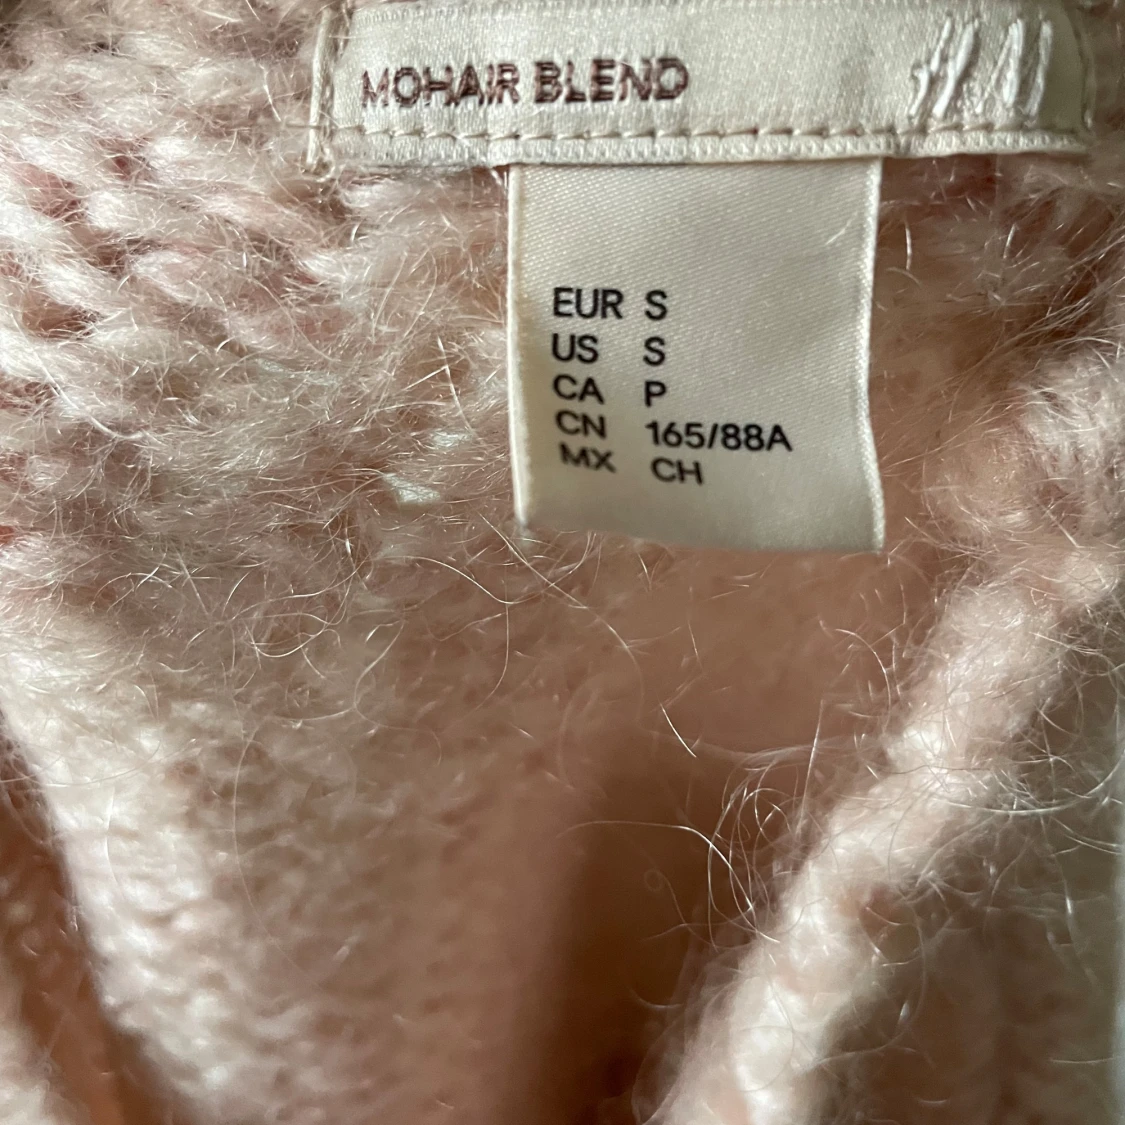 MOHAIR BLEND H&M
EUR S
US S
CA P
CN 165/88A
MX CH